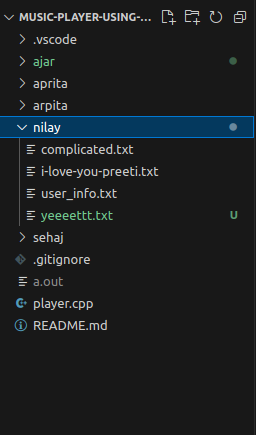 MUSIC-PLAYER-USING-...
.vscode
ajar
aprita
arpita
nilay
complicated.txt
i-love-you-preeti.txt
user_info.txt
yeeeettt.txt U
sehaj
.gitignore
a.out
player.cpp
README.md